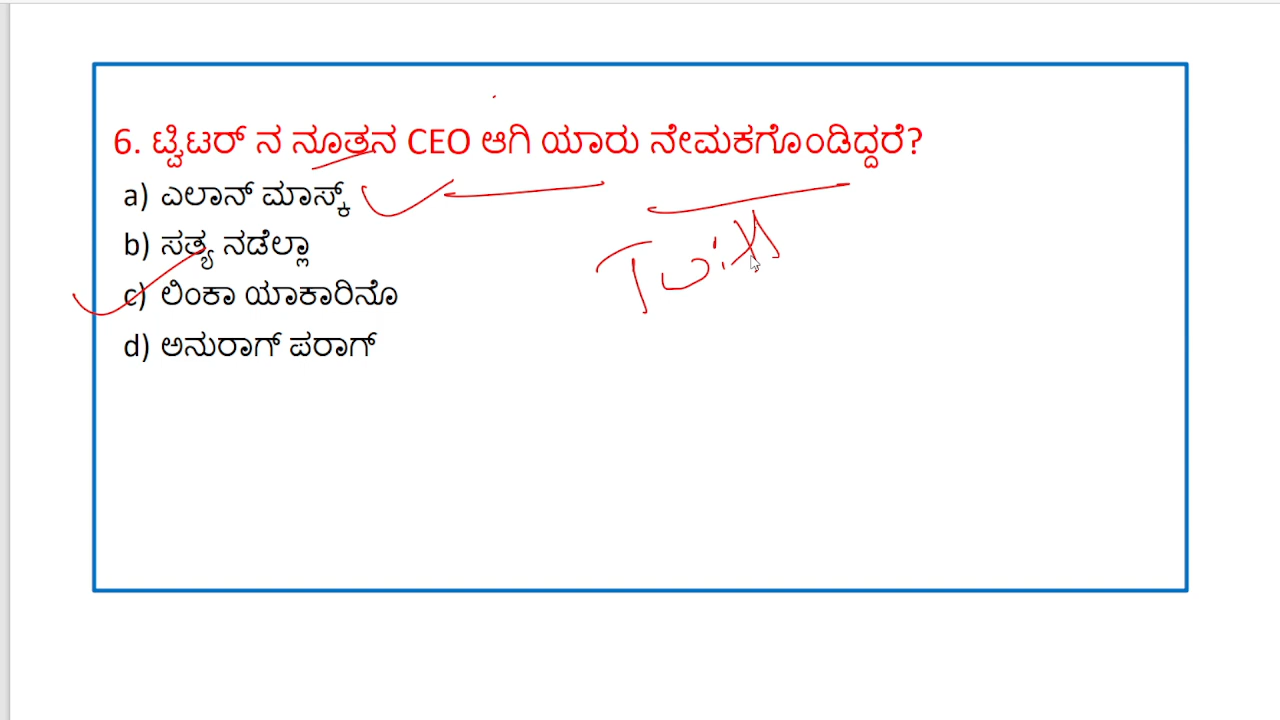 6. ಟ್ವಿಟರ್ ನ ನೂತನ CEO ಆಗಿ ಯಾರು ನೇಮಕಗೊಂಡಿದ್ದರೆ?
a) ಎಲಾನ್ ಮಾಸ್ಕ್
b) ಸತ್ಯ ನಡೆಲ್ಲಾ
c) ಲಿಂಕಾ ಯಾಕಾರಿನೊ
d) ಅನುರಾಗ್ ಪರಾಗ್